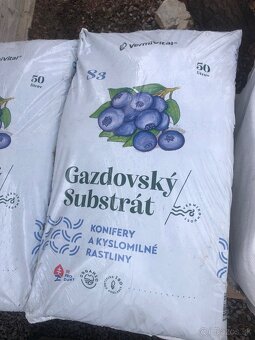 VermiVital
50
litrov
S3
50
litrov
Gazdovský
Substrát
KONIFERY
A KYSLOMILNÉ
RASTLINY